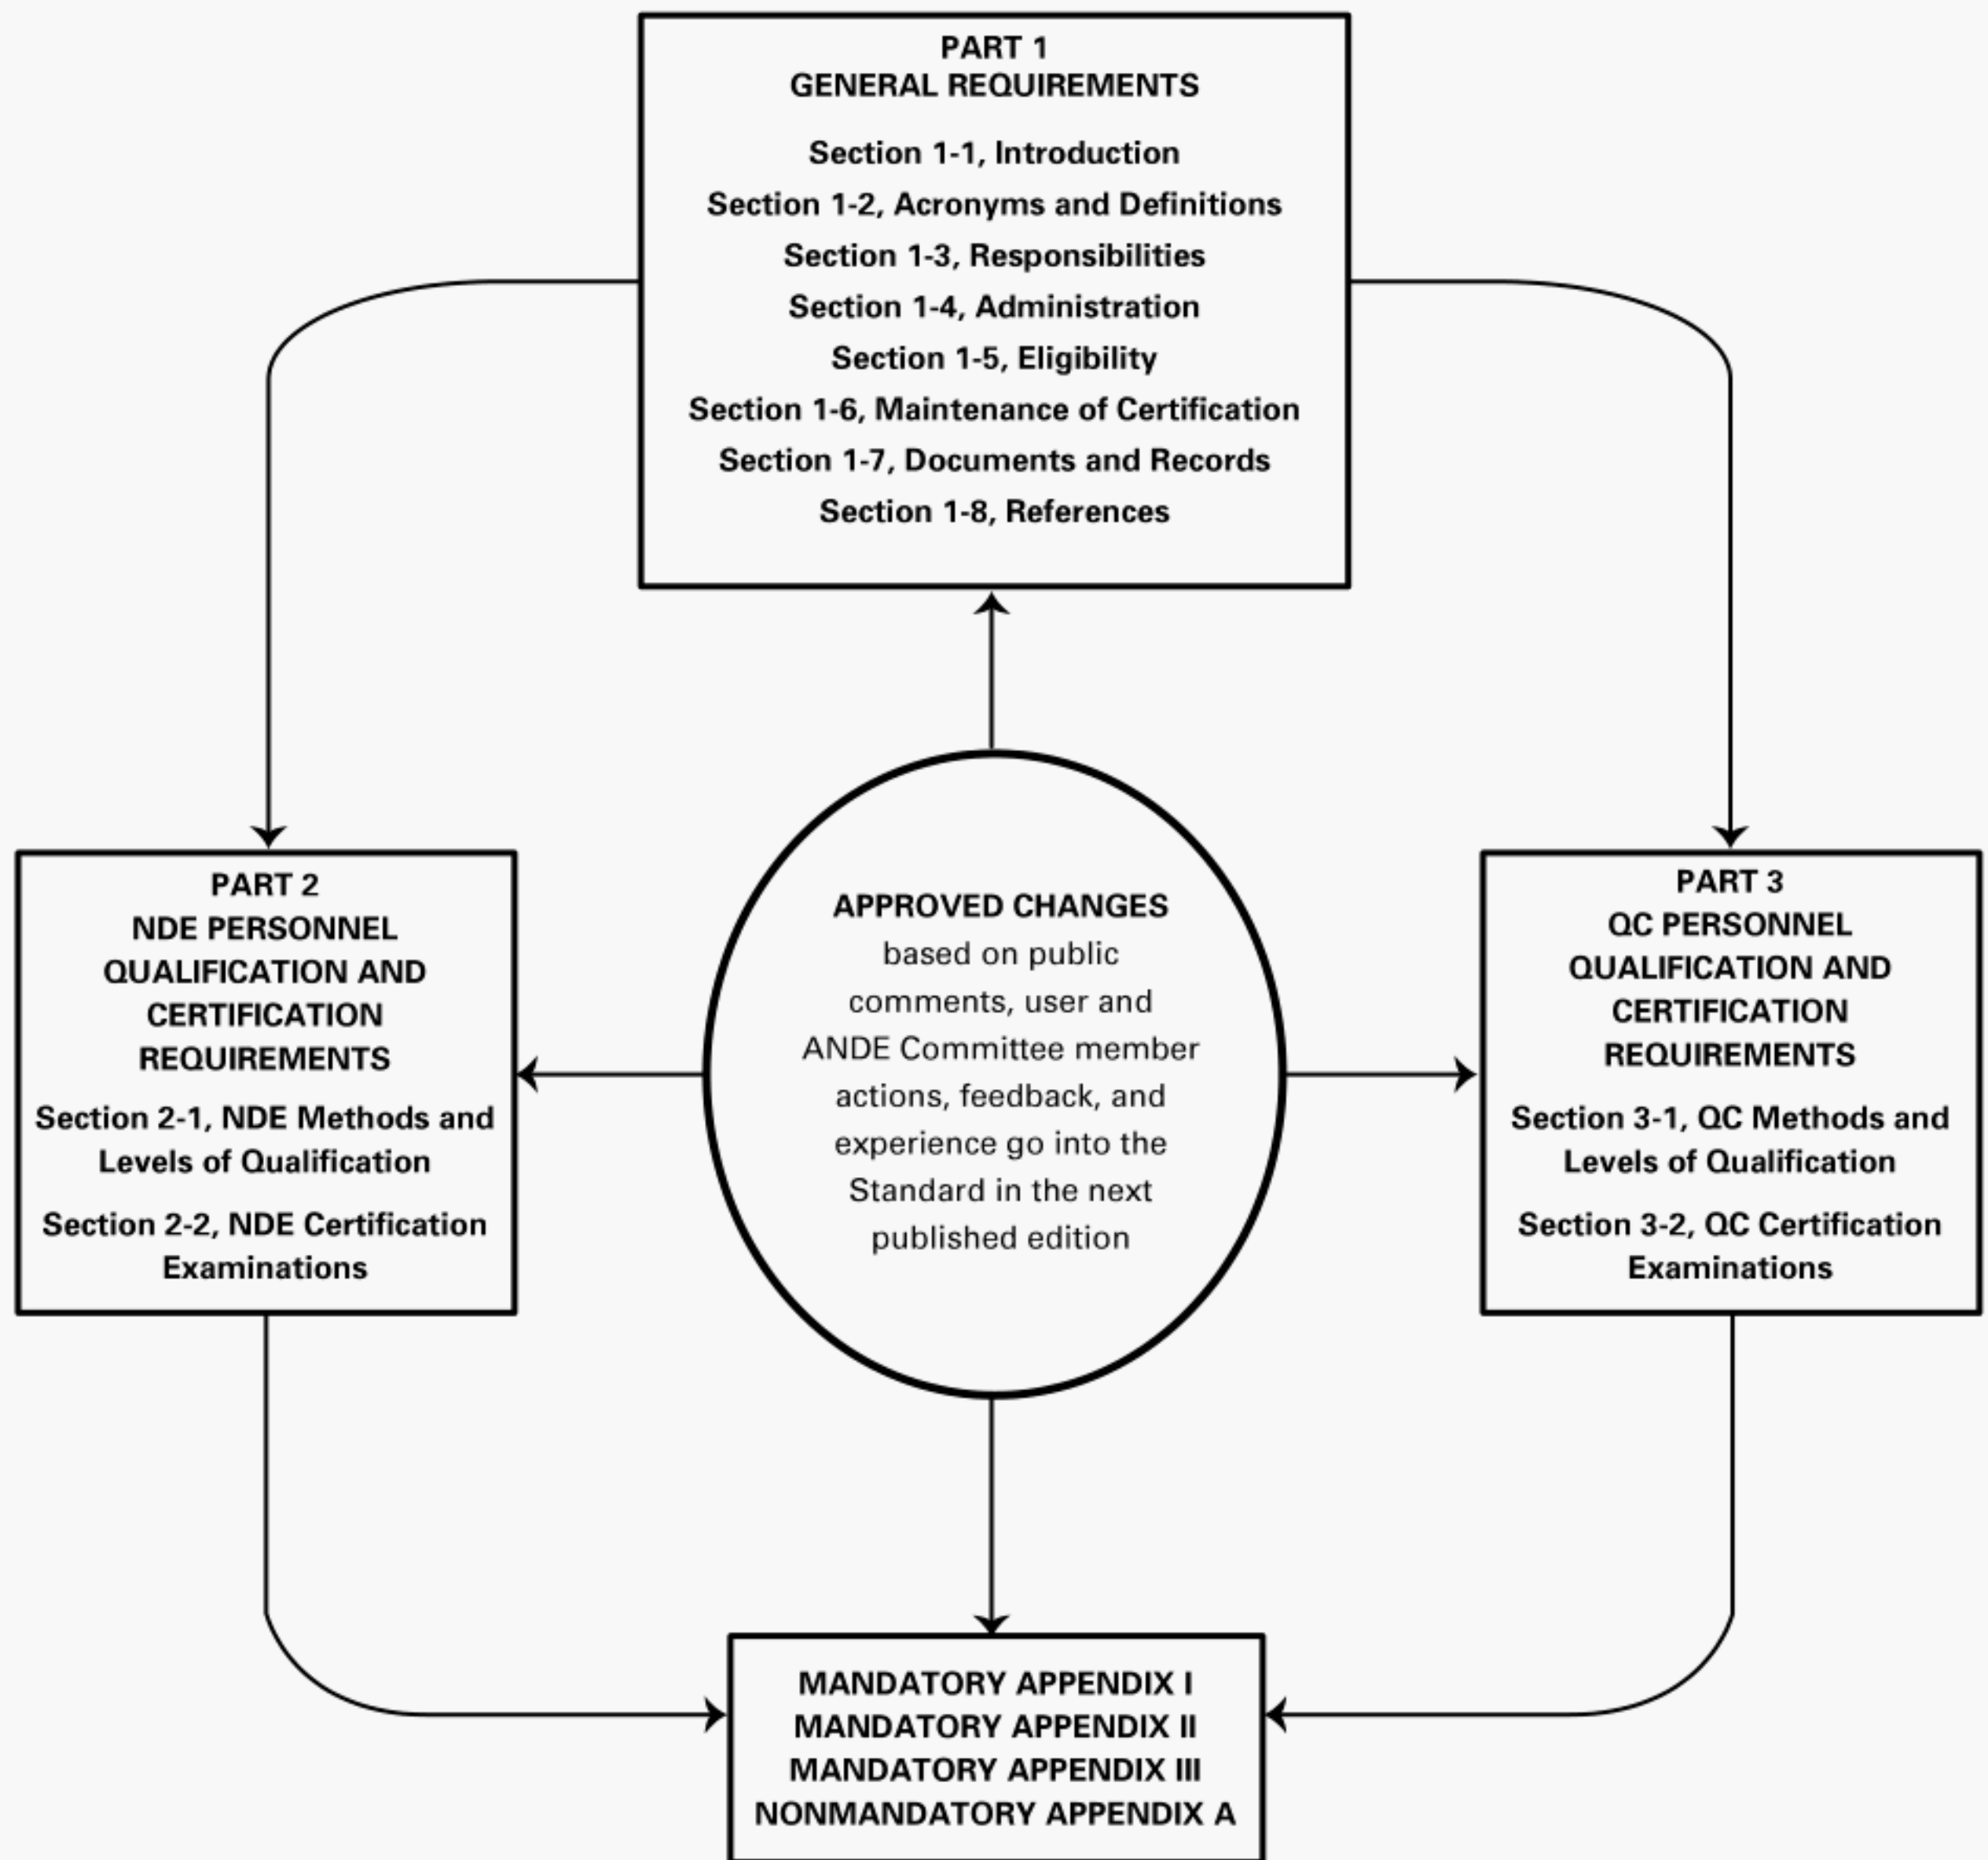 PART 1
GENERAL REQUIREMENTS
Section 1-1, Introduction
Section 1-2, Acronyms and Definitions
Section 1-3, Responsibilities
Section 1-4, Administration
Section 1-5, Eligibility
Section 1-6, Maintenance of Certification
Section 1-7, Documents and Records
Section 1-8, References
PART 2
NDE PERSONNEL
QUALIFICATION AND
CERTIFICATION
REQUIREMENTS
Section 2-1, NDE Methods and
Levels of Qualification
Section 2-2, NDE Certification
Examinations
APPROVED CHANGES
based on public
comments, user and
ANDE Committee member
actions, feedback, and
experience go into the
Standard in the next
published edition
PART 3
QC PERSONNEL
QUALIFICATION AND
CERTIFICATION
REQUIREMENTS
Section 3-1, QC Methods and
Levels of Qualification
Section 3-2, QC Certification
Examinations
MANDATORY APPENDIX I
MANDATORY APPENDIX II
MANDATORY APPENDIX III
NONMANDATORY APPENDIX A